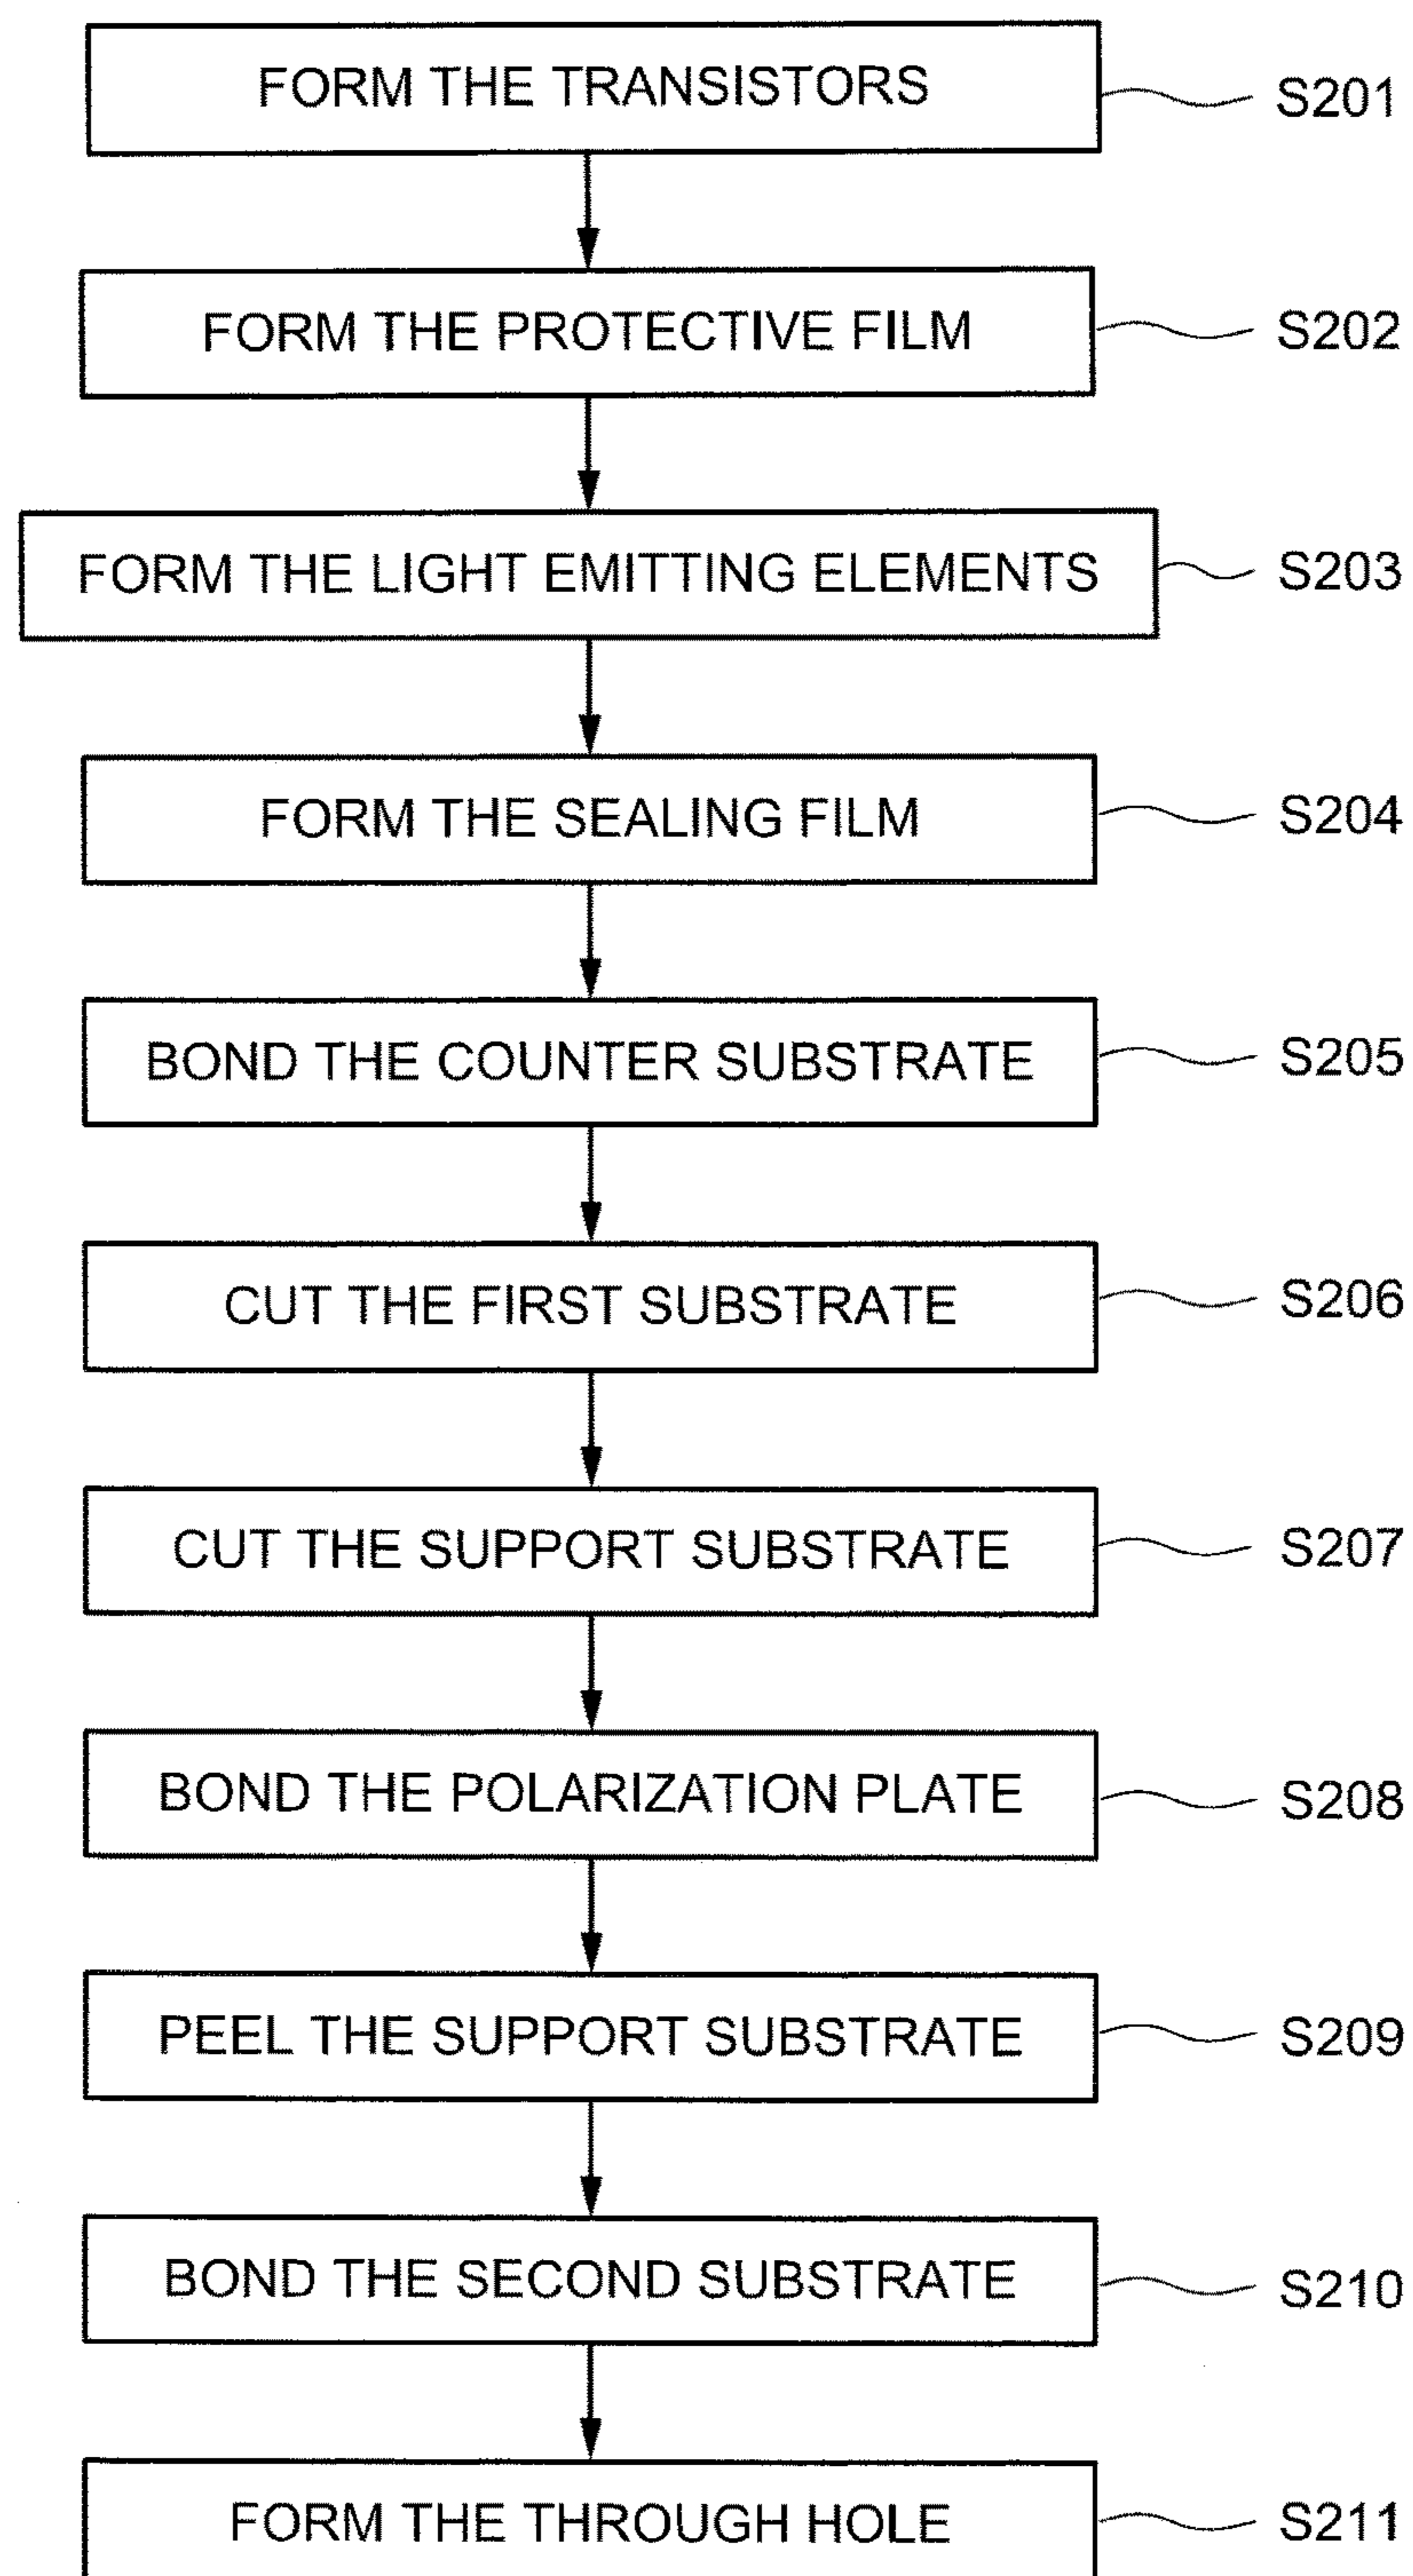 FORM THE TRANSISTORS S201
FORM THE PROTECTIVE FILM S202
FORM THE LIGHT EMITTING ELEMENTS S203
FORM THE SEALING FILM S204
BOND THE COUNTER SUBSTRATE S205
CUT THE FIRST SUBSTRATE S206
CUT THE SUPPORT SUBSTRATE S207
BOND THE POLARIZATION PLATE S208
PEEL THE SUPPORT SUBSTRATE S209
BOND THE SECOND SUBSTRATE S210
FORM THE THROUGH HOLE S211